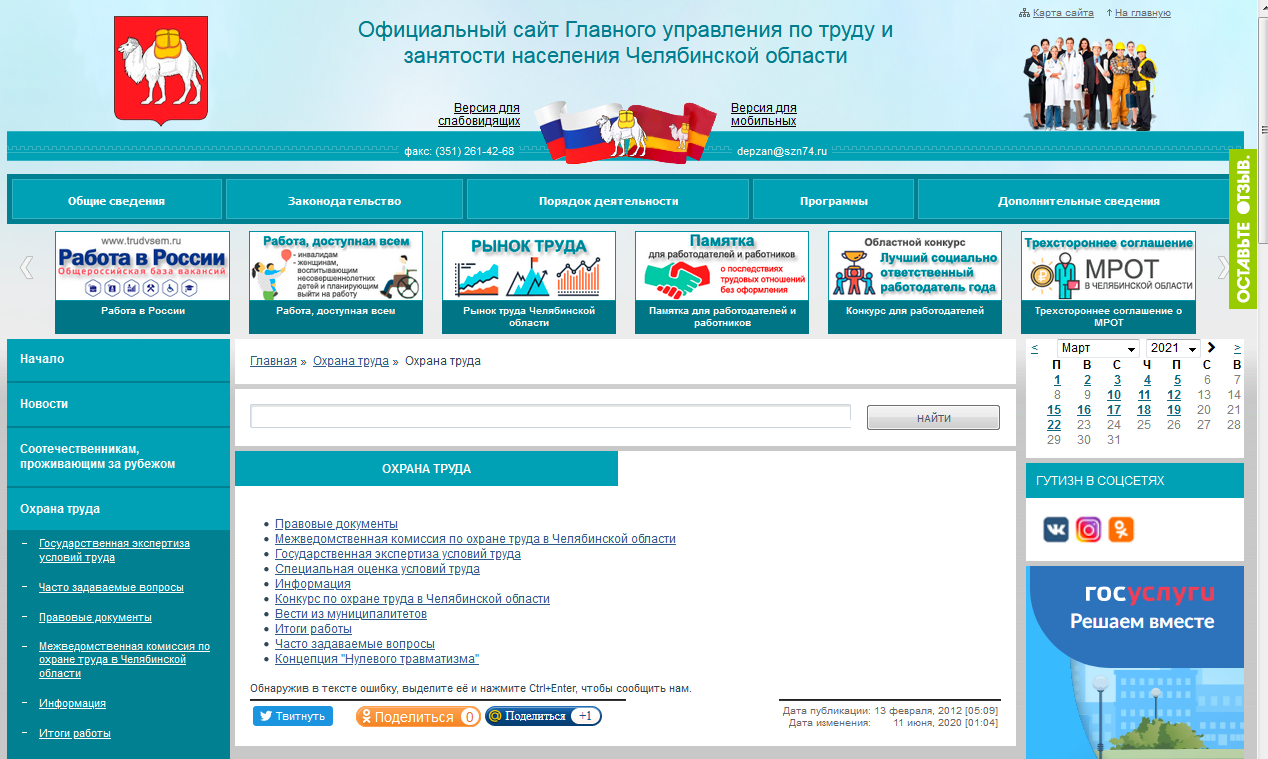 Карта сайта На главную
Официальный сайт Главного управления по труду и
занятости населения Челябинской области
Версия для
слабовидящих
Версия для
мобильных
факс: (351) 261-42-68
depzan@szn74.ru
ОСТАВЬТЕ ОТЗЫВ.
Общие сведения
Законодательство
Порядок деятельности
Программы
Дополнительные сведения
www.trudvsem.ru
Работа в России
Общероссийская база вакансий
Работа в России
Работа, доступная всем
- инвалидам
- женщинам,
воспитывающим
несовершеннолетних
детей и планирующим
выйти на работу
Работа, доступная всем
РЫНОК ТРУДА
Рынок труда Челябинской
области
Памятка
для работодателей и работников
о последствиях
трудовых отношений
без оформления
Памятка для работодателей и
работников
Областной конкурс
Лучший социально
ответственный
работодатель года
Конкурс для работодателей
Трехстороннее соглашение
МРОТ
В ЧЕЛЯБИНСКОЙ ОБЛАСТИ
Трехстороннее соглашение о
МРОТ
Начало
Новости
Соотечественникам,
проживающим за рубежом
Охрана труда
– Государственная экспертиза
условий труда
– Часто задаваемые вопросы
– Правовые документы
– Межведомственная комиссия по
охране труда в Челябинской
области
– Информация
– Итоги работы
Главная » Охрана труда » Охрана труда
НАЙТИ
ОХРАНА ТРУДА
• Правовые документы
• Межведомственная комиссия по охране труда в Челябинской области
• Государственная экспертиза условий труда
• Специальная оценка условий труда
• Информация
• Конкурс по охране труда в Челябинской области
• Вести из муниципалитетов
• Итоги работы
• Часто задаваемые вопросы
• Концепция "Нулевого травматизма"
Обнаружив в тексте ошибку, выделите её и нажмите Ctrl+Enter, чтобы сообщить нам.
Твитнуть
Поделиться 0
Поделиться +1
Дата публикации: 13 февраля, 2012 [05:09]
Дата изменения: 11 июня, 2020 [01:04]
< Март 2021 >
П В С Ч П С В
1 2 3 4 5 6 7
8 9 10 11 12 13 14
15 16 17 18 19 20 21
22 23 24 25 26 27 28
29 30 31
ГУТИЗН В СОЦСЕТЯХ
госуслуги
Решаем вместе